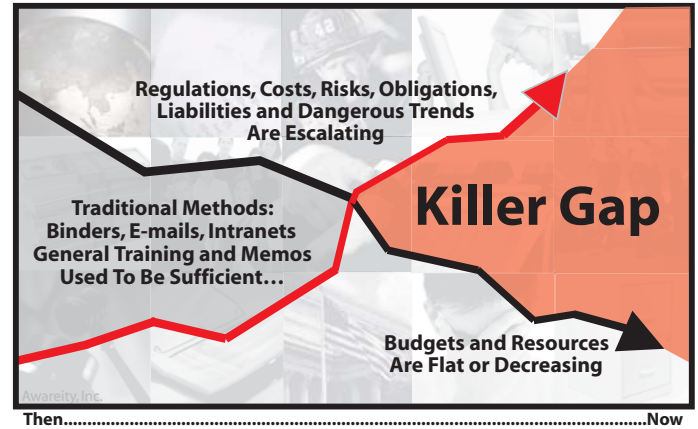 Regulations, Costs, Risks, Obligations,
Liabilities and Dangerous Trends
Are Escalating
Traditional Methods:
Binders, E-mails, Intranets
General Training and Memos
Used To Be Sufficient...
Killer Gap
Budgets and Resources
Are Flat or Decreasing
Awareity, Inc.
Then..........................................................................................................................Now